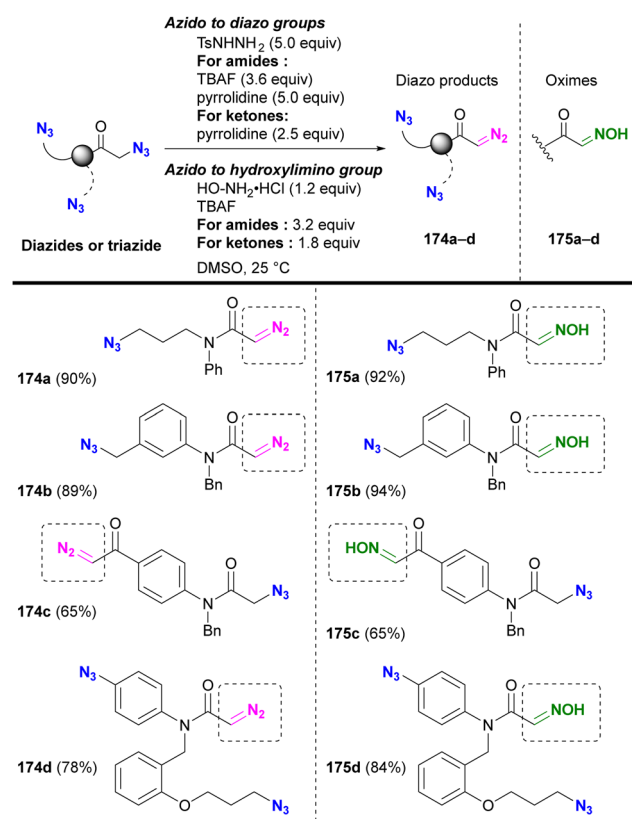 Azido to diazo groups
TsNHNH2 (5.0 equiv)
For amides :
TBAF (3.6 equiv)
pyrrolidine (5.0 equiv)
For ketones:
pyrrolidine (2.5 equiv)
Azido to hydroxylimino group
HO-NH2•HCl (1.2 equiv)
TBAF
For amides : 3.2 equiv
For ketones : 1.8 equiv
DMSO, 25 °C
N3
O
N3
N3
Diazides or triazide
Diazo products
N3
O
N2
N3
174a–d
Oximes
O
NOH
175a–d
O
N3
N
N2
Ph
174a (90%)
O
N3
N
NOH
Ph
175a (92%)
O
N3
N
N2
Bn
174b (89%)
O
N3
N
NOH
Bn
175b (94%)
O
N2
O
N
N3
Bn
174c (65%)
O
HON
O
N
N3
Bn
175c (65%)
N3
O
N
N2
O
N3
174d (78%)
N3
O
N
NOH
O
N3
175d (84%)